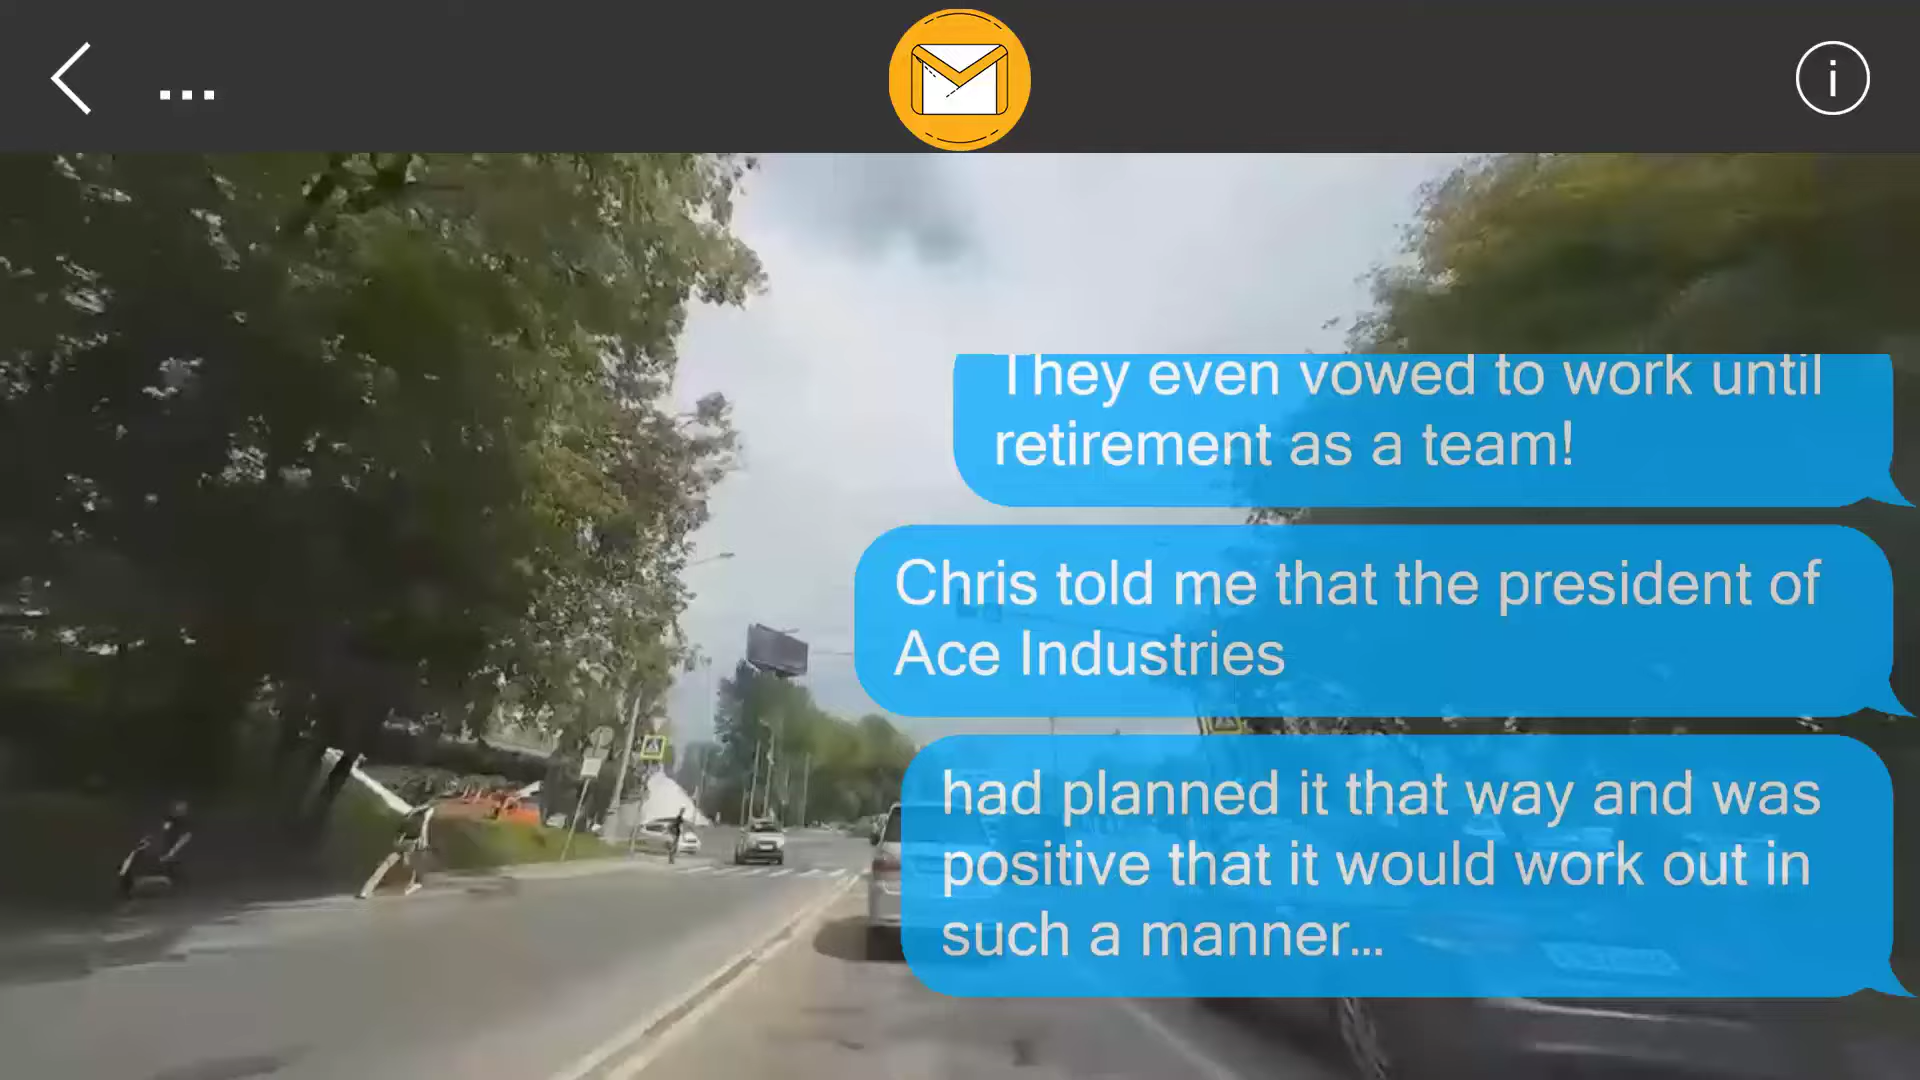 ...
They even vowed to work until
retirement as a team!
Chris told me that the president of
Ace Industries
had planned it that way and was
positive that it would work out in
such a manner...